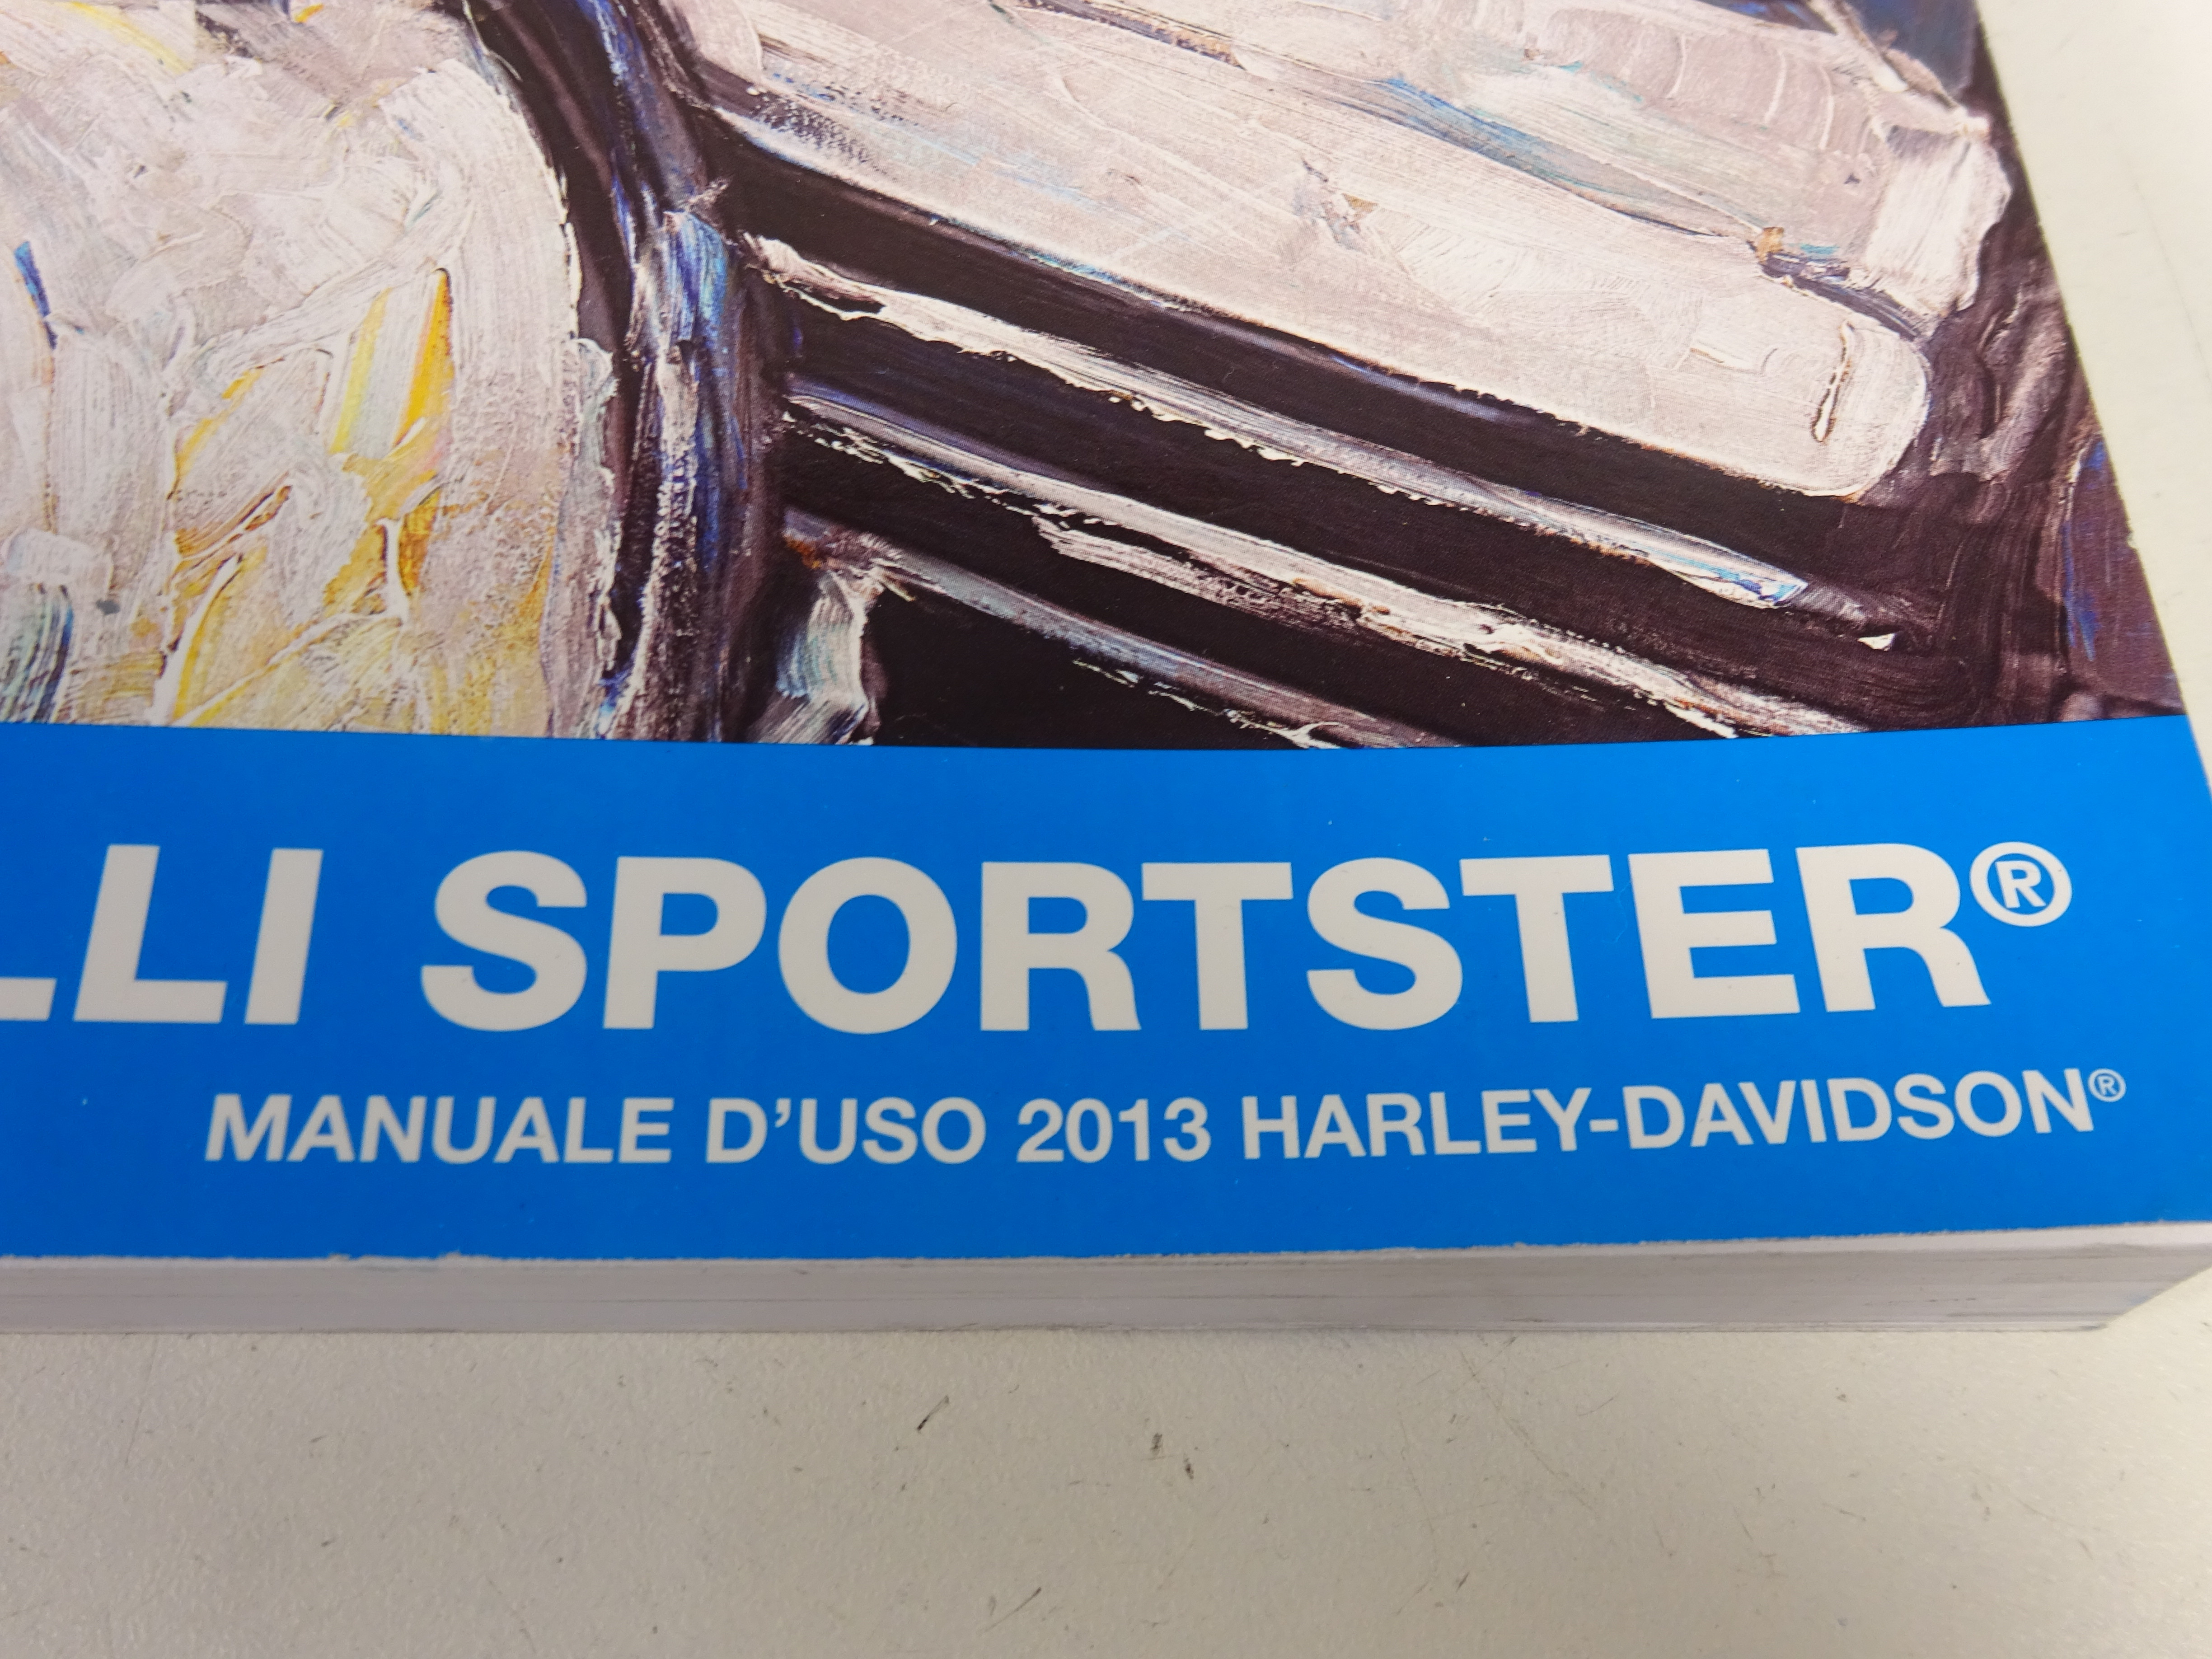 LLI SPORTSTER®
MANUALE D'USO 2013 HARLEY-DAVIDSON®